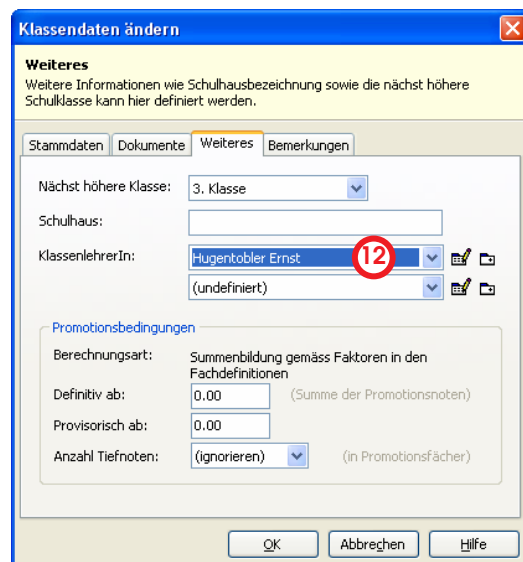 Klassendaten ändern
Weiteres
Weitere Informationen wie Schulhausbezeichnung sowie die nächst höhere
Schulklasse kann hier definiert werden.
Stammdaten Dokumente Weiteres Bemerkungen
Nächst höhere Klasse: 3. Klasse
Schulhaus:
KlassenlehrerIn: Hugentobler Ernst 12
(undefiniert)
Promotionsbedingungen
Berechnungsart: Summenbildung gemäss Faktoren in den
Fachdefinitionen
Definitiv ab: 0.00 (Summe der Promotionsnoten)
Provisorisch ab: 0.00
Anzahl Tiefnoten: (ignorieren) (in Promotionsfächer)
OK Abbrechen Hilfe